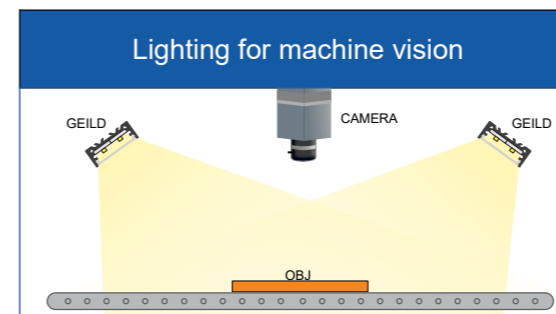 Lighting for machine vision
GEILD
CAMERA
GEILD
OBJ